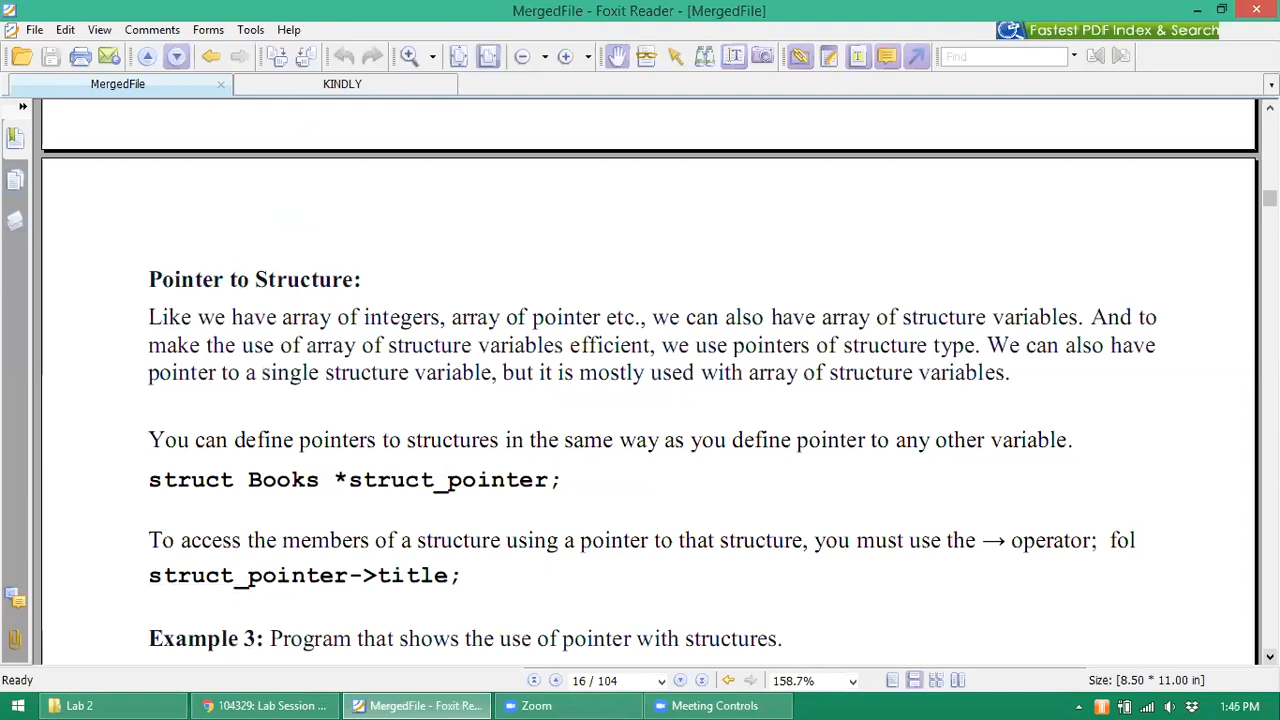 MergedFile - Foxit Reader - [MergedFile]
File Edit View Comments Forms Tools Help
Fastest PDF Index & Search
Find
MergedFile
KINDLY
Pointer to Structure:
Like we have array of integers, array of pointer etc., we can also have array of structure variables. And to
make the use of array of structure variables efficient, we use pointers of structure type. We can also have
pointer to a single structure variable, but it is mostly used with array of structure variables.
You can define pointers to structures in the same way as you define pointer to any other variable.
struct Books *struct_pointer;
To access the members of a structure using a pointer to that structure, you must use the → operator; fol
struct_pointer->title;
Example 3: Program that shows the use of pointer with structures.
Ready
16 / 104
158.7%
Size: [8.50 * 11.00 in]
Lab 2
104329: Lab Session ...
MergedFile - Foxit Re...
Zoom
Meeting Controls
1:45 PM